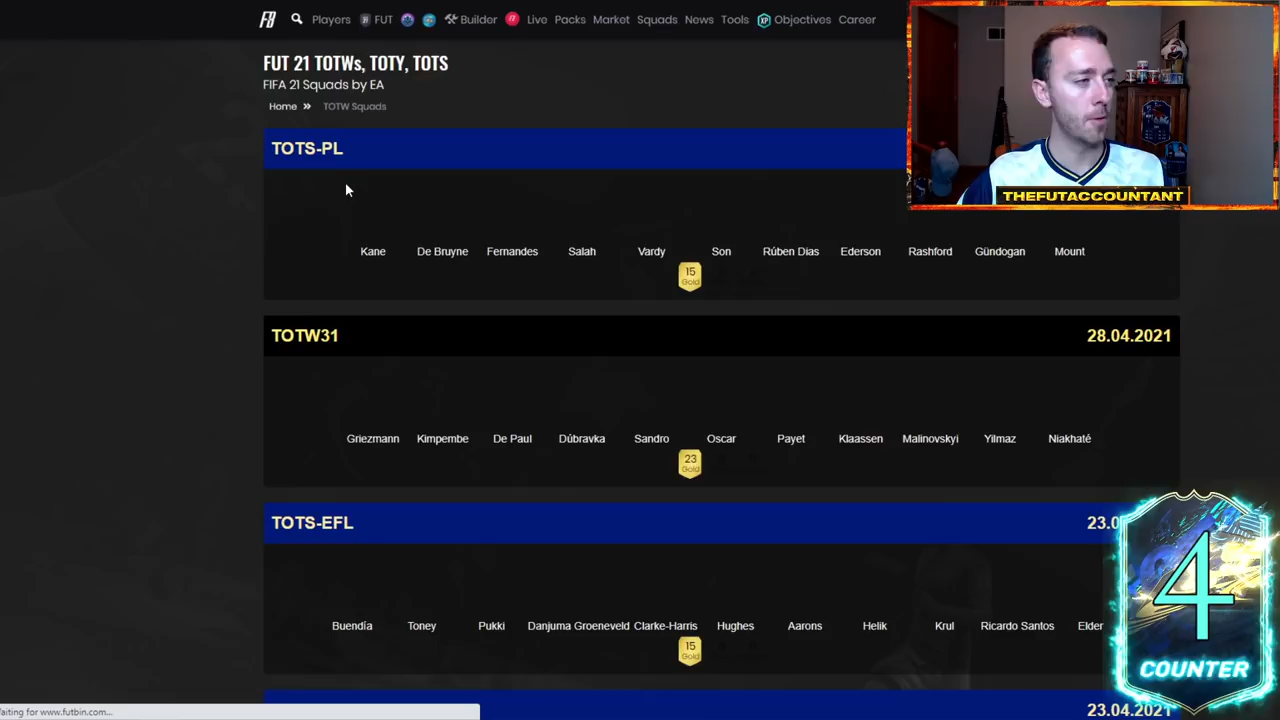 Players FUT Builder Live Packs Market Squads News Tools XP Objectives Career
FUT 21 TOTWs, TOTY, TOTS
FIFA 21 Squads by EA
Home » TOTW Squads
TOTS-PL
Kane De Bruyne Fernandes Salah Vardy Son Rúben Dias Ederson Rashford Gündogan Mount
15
Gold
TOTW31 28.04.2021
Griezmann Kimpembe De Paul Dúbravka Sandro Oscar Payet Klaassen Malinovskyi Yilmaz Niakhaté
23
Gold
TOTS-EFL 23.0
Buendía Toney Pukki Danjuma Groeneveld Clarke-Harris Hughes Aarons Helik Krul Ricardo Santos Elder
15
Gold
23.04.2021
THEFUTACCOUNTANT
4
COUNTER
aiting for www.futbin.com...